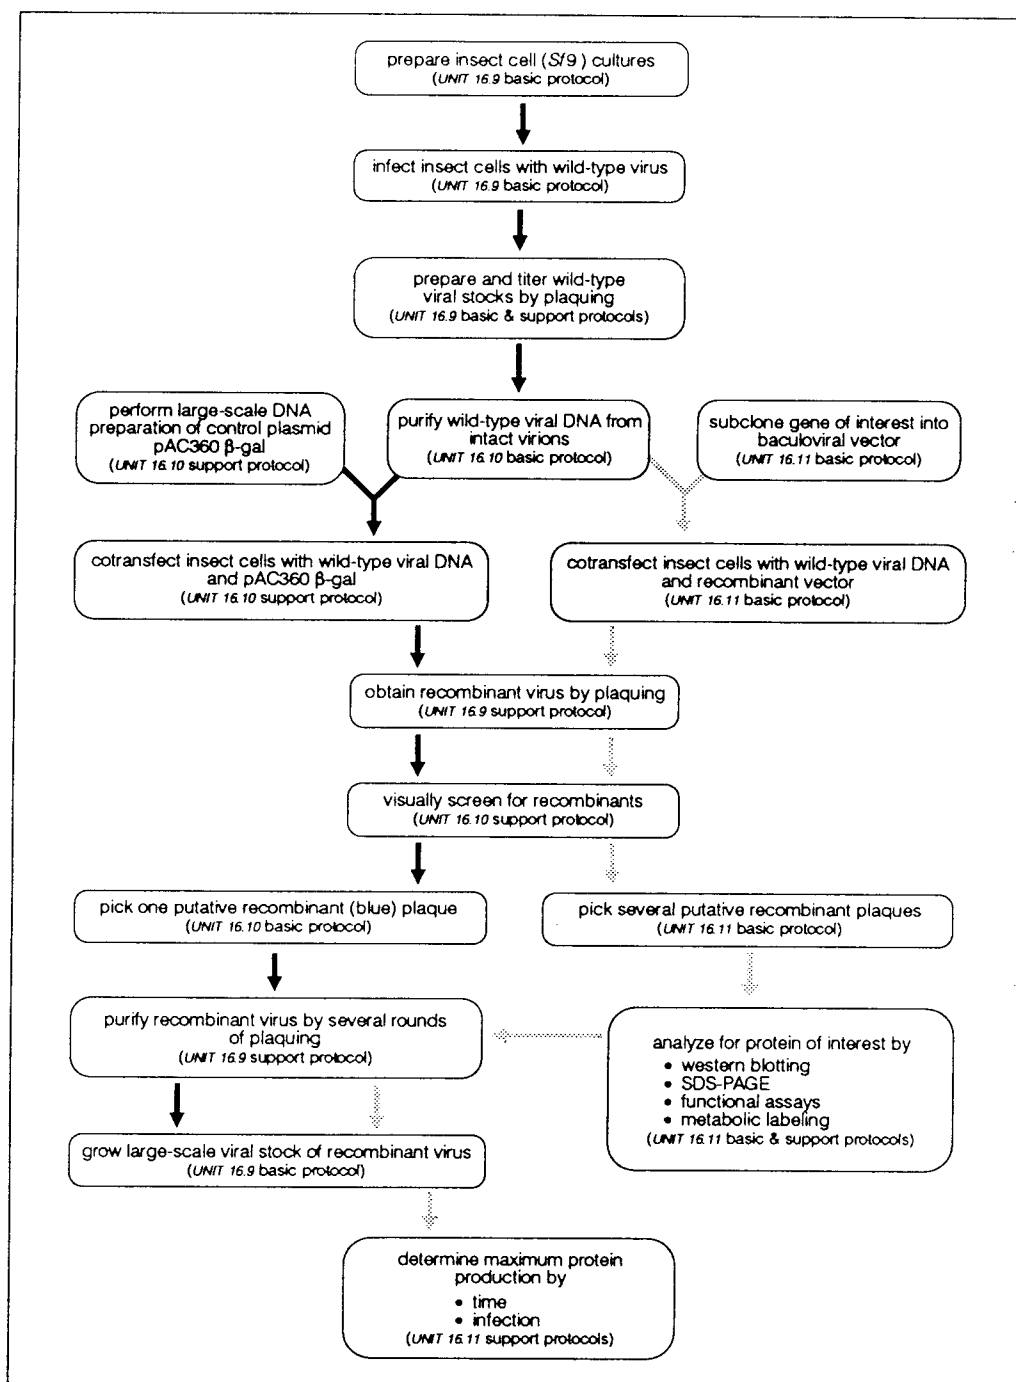 prepare insect cell (Sf9) cultures
(UNIT 16.9 basic protocol)
infect insect cells with wild-type virus
(UNIT 16.9 basic protocol)
prepare and titer wild-type
viral stocks by plaquing
(UNIT 16.9 basic & support protocols)
perform large-scale DNA
preparation of control plasmid
pAC360 β-gal
(UNIT 16.10 support protocol)
purify wild-type viral DNA from
intact virions
(UNIT 16.10 basic protocol)
subclone gene of interest into
baculoviral vector
(UNIT 16.11 basic protocol)
cotransfect insect cells with wild-type viral DNA
and pAC360 β-gal
(UNIT 16.10 support protocol)
cotransfect insect cells with wild-type viral DNA
and recombinant vector
(UNIT 16.11 basic protocol)
obtain recombinant virus by plaquing
(UNIT 16.9 support protocol)
visually screen for recombinants
(UNIT 16.10 support protocol)
pick one putative recombinant (blue) plaque
(UNIT 16.10 basic protocol)
pick several putative recombinant plaques
(UNIT 16.11 basic protocol)
purify recombinant virus by several rounds
of plaquing
(UNIT 16.9 support protocol)
analyze for protein of interest by
• western blotting
• SDS-PAGE
• functional assays
• metabolic labeling
(UNIT 16.11 basic & support protocols)
grow large-scale viral stock of recombinant virus
(UNIT 16.9 basic protocol)
determine maximum protein
production by
• time
• infection
(UNIT 16.11 support protocols)